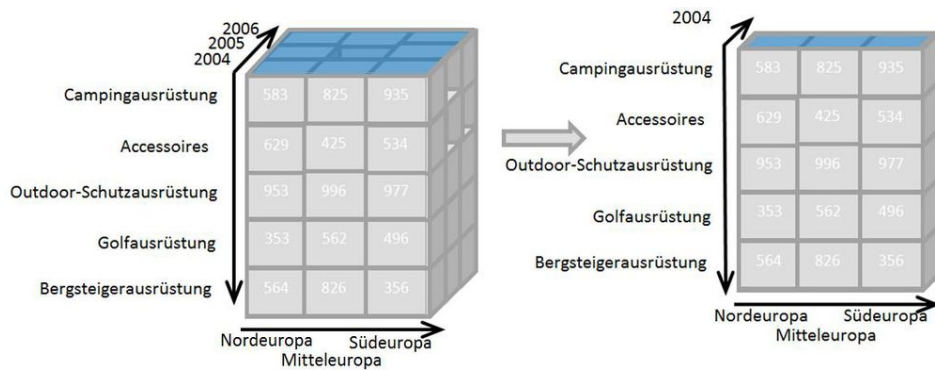 2006
2005
2004
Campingausrüstung
583 825 935
Accessoires
629 425 534
Outdoor-Schutzausrüstung
953 996 977
Golfausrüstung
353 562 496
Bergsteigerausrüstung
564 826 356
Nordeuropa
Südeuropa
Mitteleuropa
2004
Campingausrüstung
583 825 935
Accessoires
629 425 534
Outdoor-Schutzausrüstung
953 996 977
Golfausrüstung
353 562 496
Bergsteigerausrüstung
564 826 356
Nordeuropa
Südeuropa
Mitteleuropa